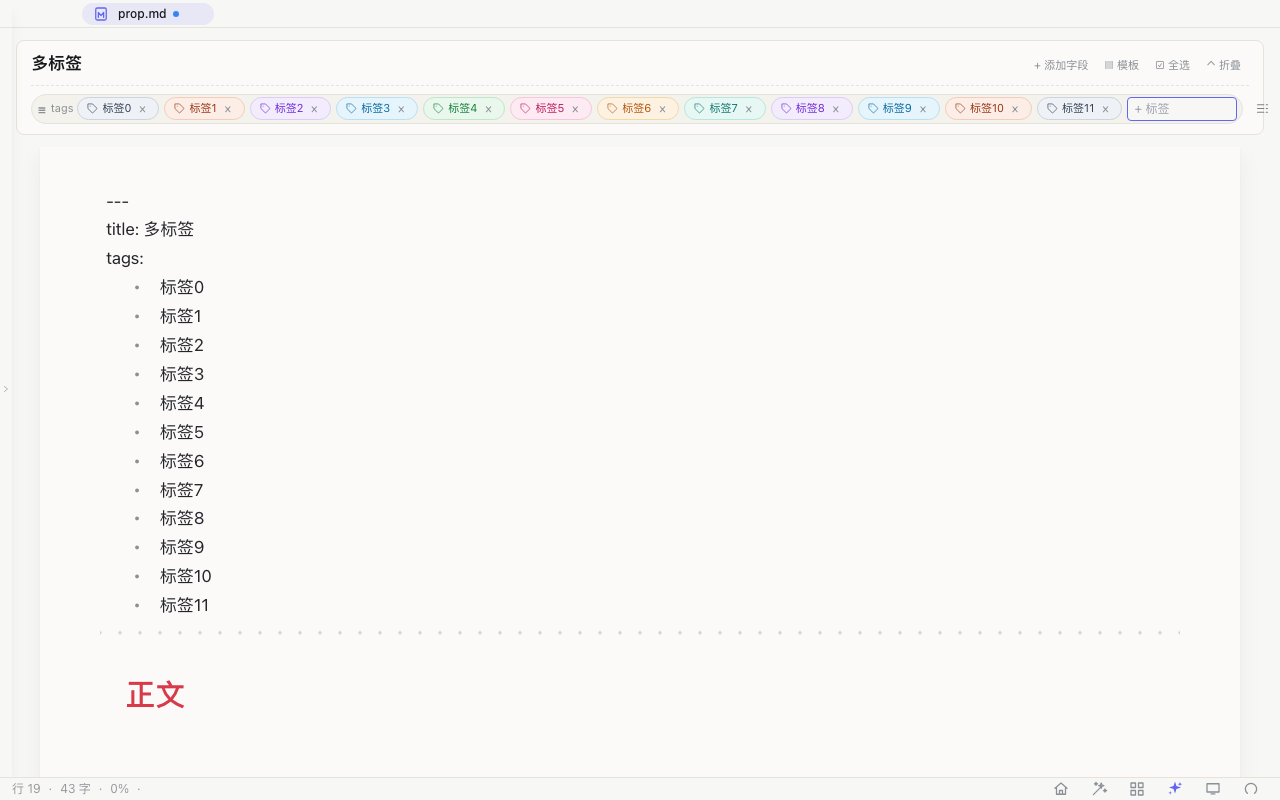 prop.md
多标签
+ 添加字段 模板 全选 折叠
tags 标签0 × 标签1 × 标签2 × 标签3 × 标签4 × 标签5 × 标签6 × 标签7 × 标签8 × 标签9 × 标签10 × 标签11 × + 标签
---
title: 多标签
tags:
• 标签0
• 标签1
• 标签2
• 标签3
• 标签4
• 标签5
• 标签6
• 标签7
• 标签8
• 标签9
• 标签10
• 标签11
正文
行 19 · 43 字 · 0% ·